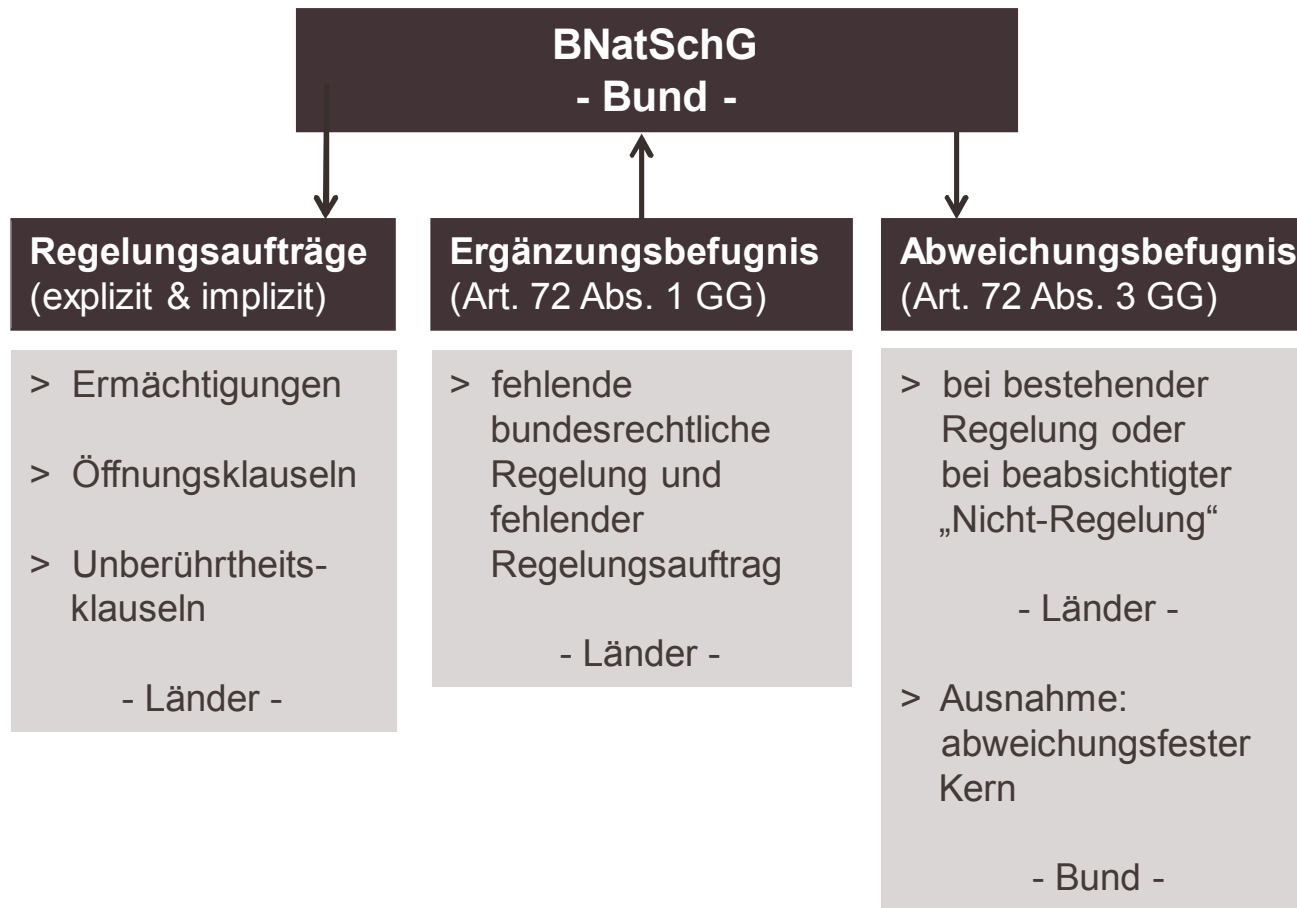 BNatSchG
- Bund -
Regelungsaufträge
(explizit & implizit)
> Ermächtigungen
> Öffnungsklauseln
> Unberührtheits-
klauseln
- Länder -
Ergänzungsbefugnis
(Art. 72 Abs. 1 GG)
> fehlende
bundesrechtliche
Regelung und
fehlender
Regelungsauftrag
- Länder -
Abweichungsbefugnis
(Art. 72 Abs. 3 GG)
> bei bestehender
Regelung oder
bei beabsichtigter
„Nicht-Regelung“
- Länder -
> Ausnahme:
abweichungsfester
Kern
- Bund -